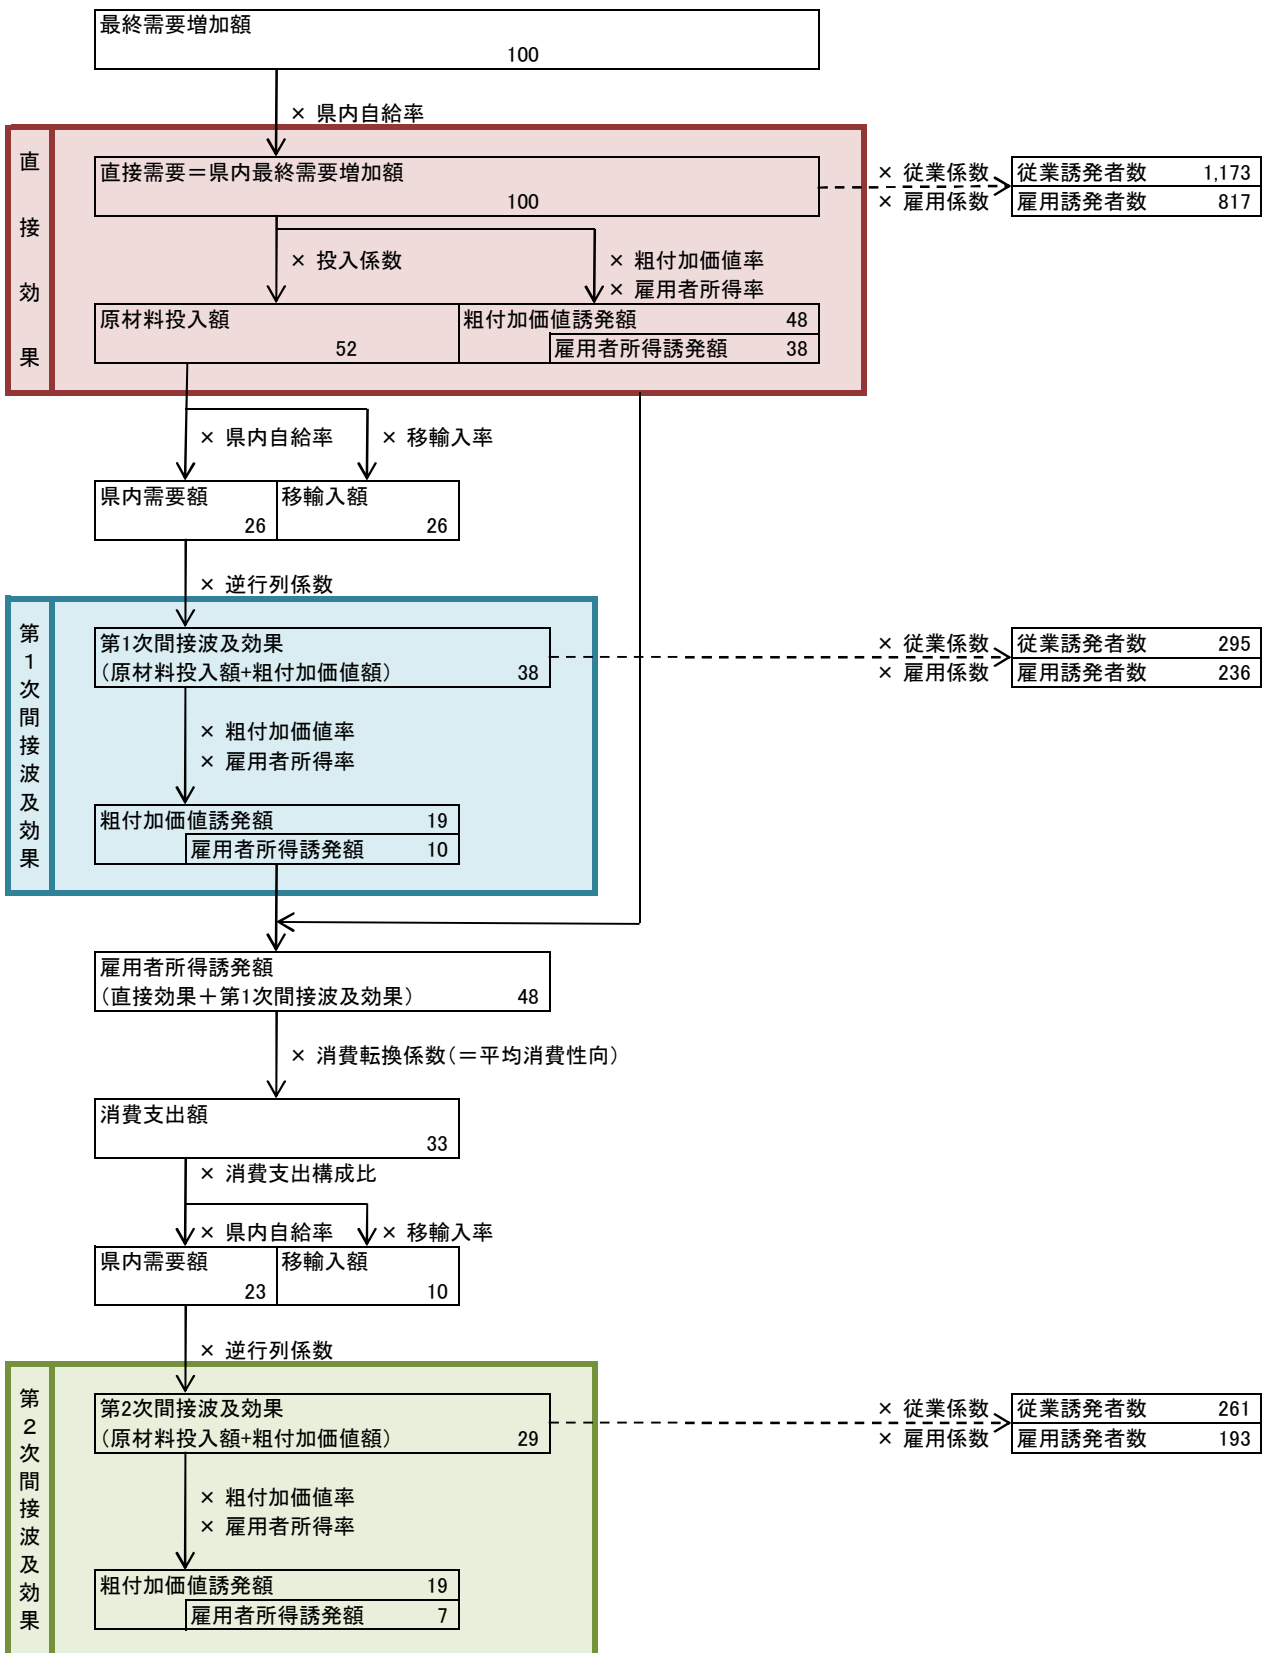 最終需要増加額
100
× 県内自給率
直接効果
直接需要＝県内最終需要増加額
100
× 従業係数
× 雇用係数
従業誘発者数 1,173
雇用誘発者数 817
× 投入係数
× 粗付加価値率
× 雇用者所得率
原材料投入額
52
粗付加価値誘発額 48
雇用者所得誘発額 38
× 県内自給率
× 移輸入率
県内需要額
26
移輸入額
26
× 逆行列係数
第1次間接波及効果
第1次間接波及効果
(原材料投入額+粗付加価値額) 38
× 従業係数
× 雇用係数
従業誘発者数 295
雇用誘発者数 236
× 粗付加価値率
× 雇用者所得率
粗付加価値誘発額 19
雇用者所得誘発額 10
雇用者所得誘発額
(直接効果＋第1次間接波及効果) 48
× 消費転換係数(＝平均消費性向)
消費支出額
33
× 消費支出構成比
× 県内自給率
× 移輸入率
県内需要額
23
移輸入額
10
× 逆行列係数
第2次間接波及効果
第2次間接波及効果
(原材料投入額+粗付加価値額) 29
× 従業係数
× 雇用係数
従業誘発者数 261
雇用誘発者数 193
× 粗付加価値率
× 雇用者所得率
粗付加価値誘発額 19
雇用者所得誘発額 7